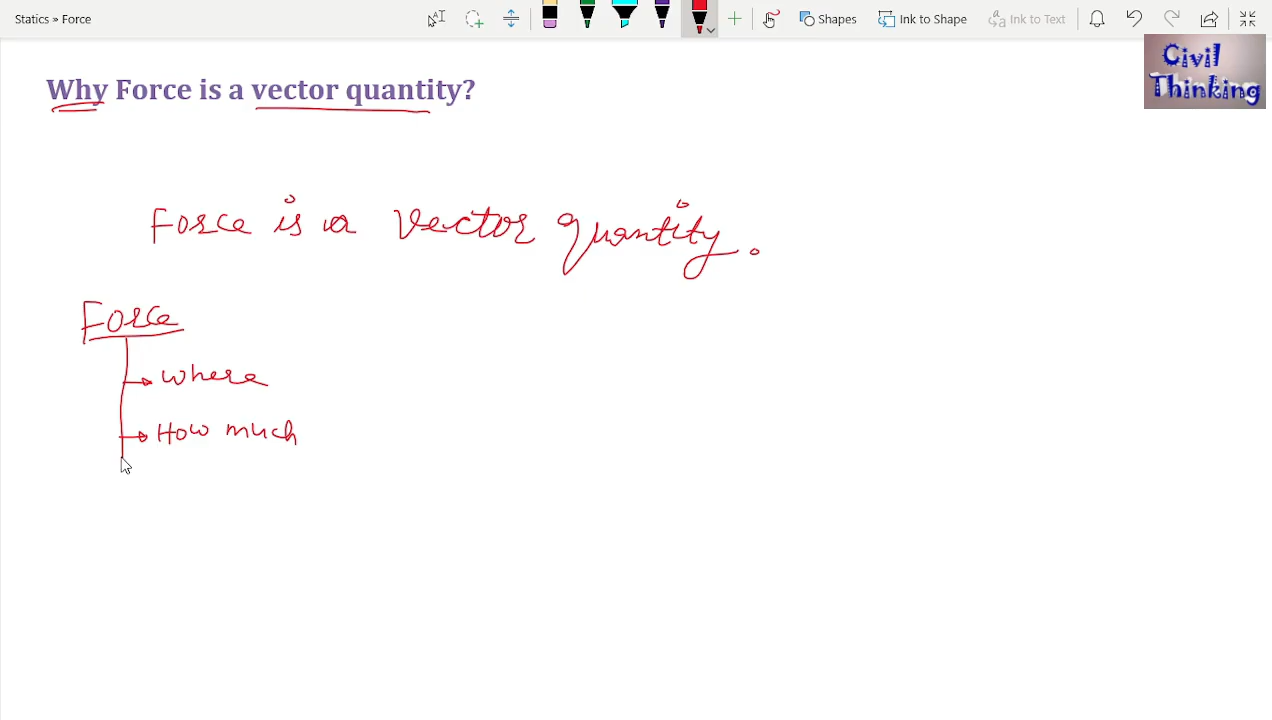 Statics » Force
Shapes
Ink to Shape
Ink to Text
Civil
Thinking
Why Force is a vector quantity?
Force is a Vector quantity.
Force
where
How much